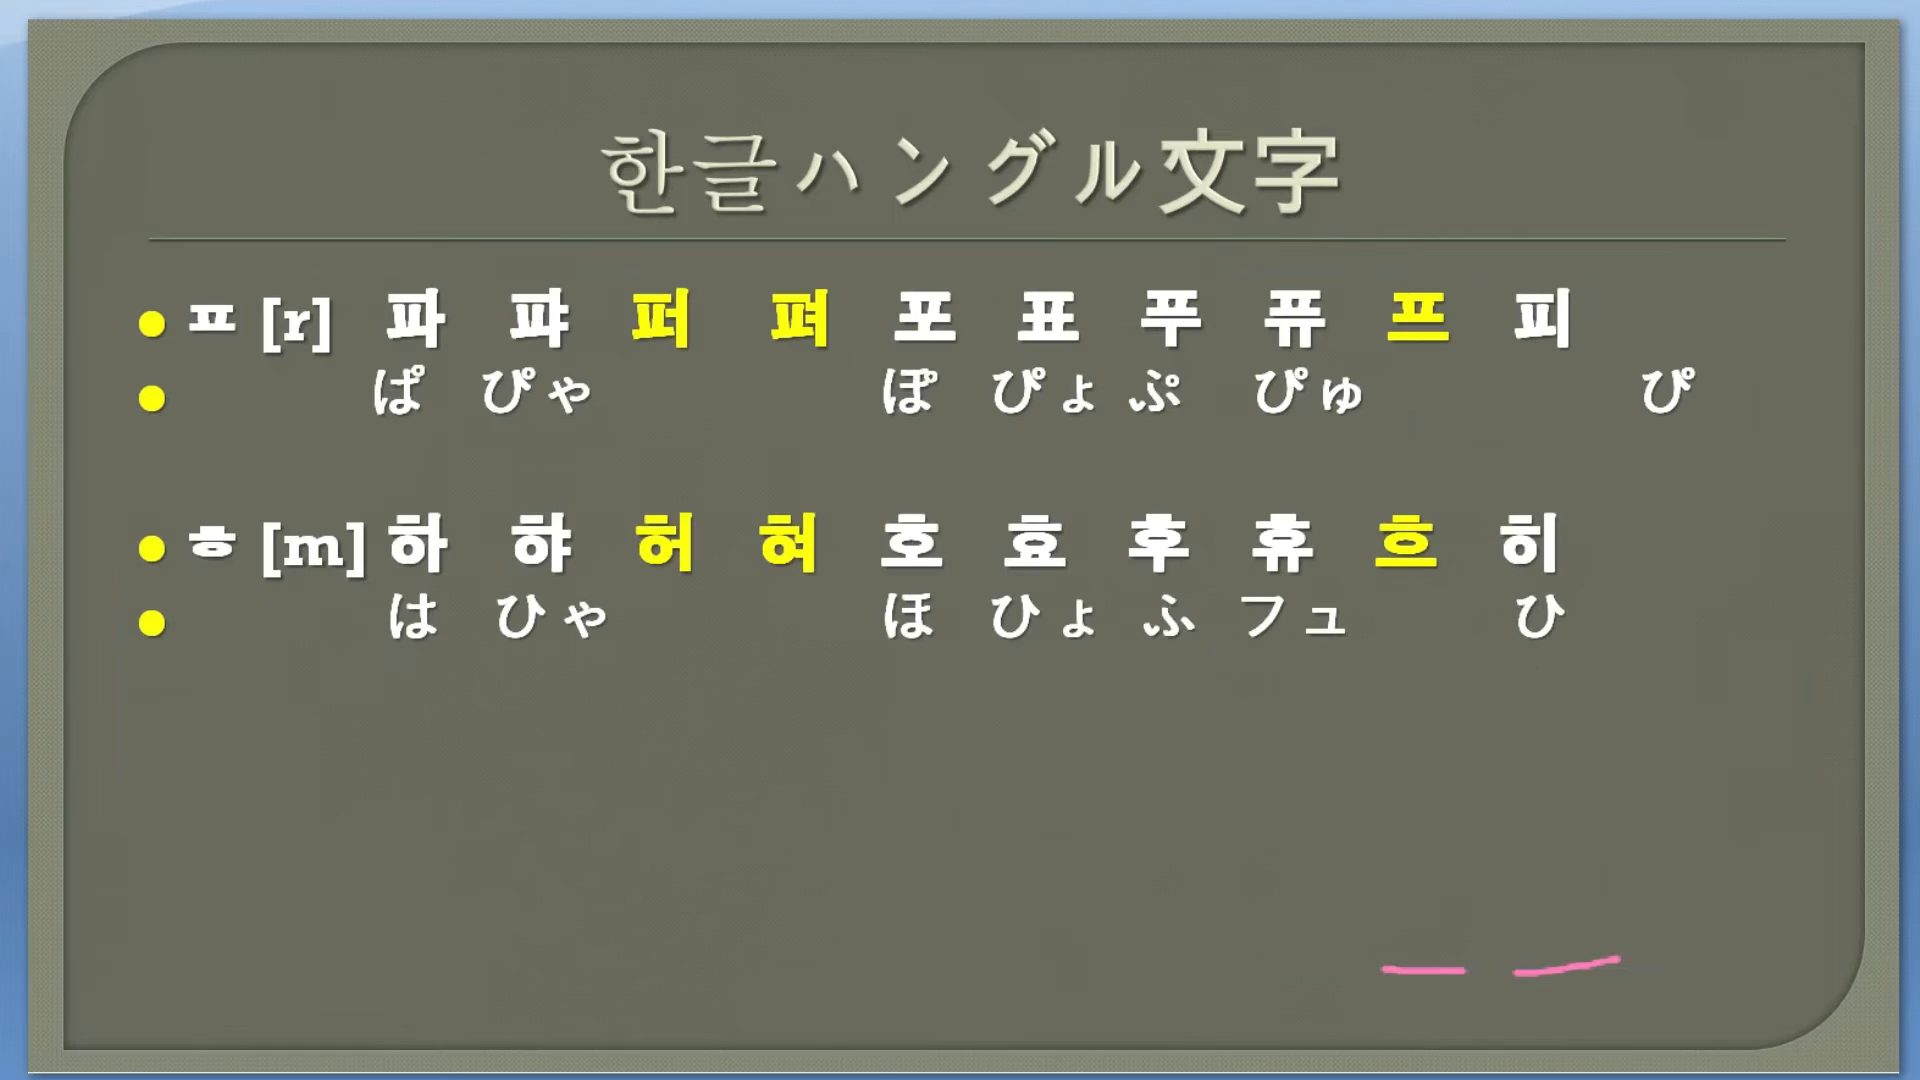 한글ハングル文字
ㅍ [r] 파 퍄 퍼 펴 포 표 푸 퓨 프 피
ぱ ぴゃ ぽ ぴょ ぷ ぴゅ ぴ
ㅎ [m] 하 햐 허 혀 호 효 후 휴 흐 히
は ひゃ ほ ひょ ふ フュ ひ